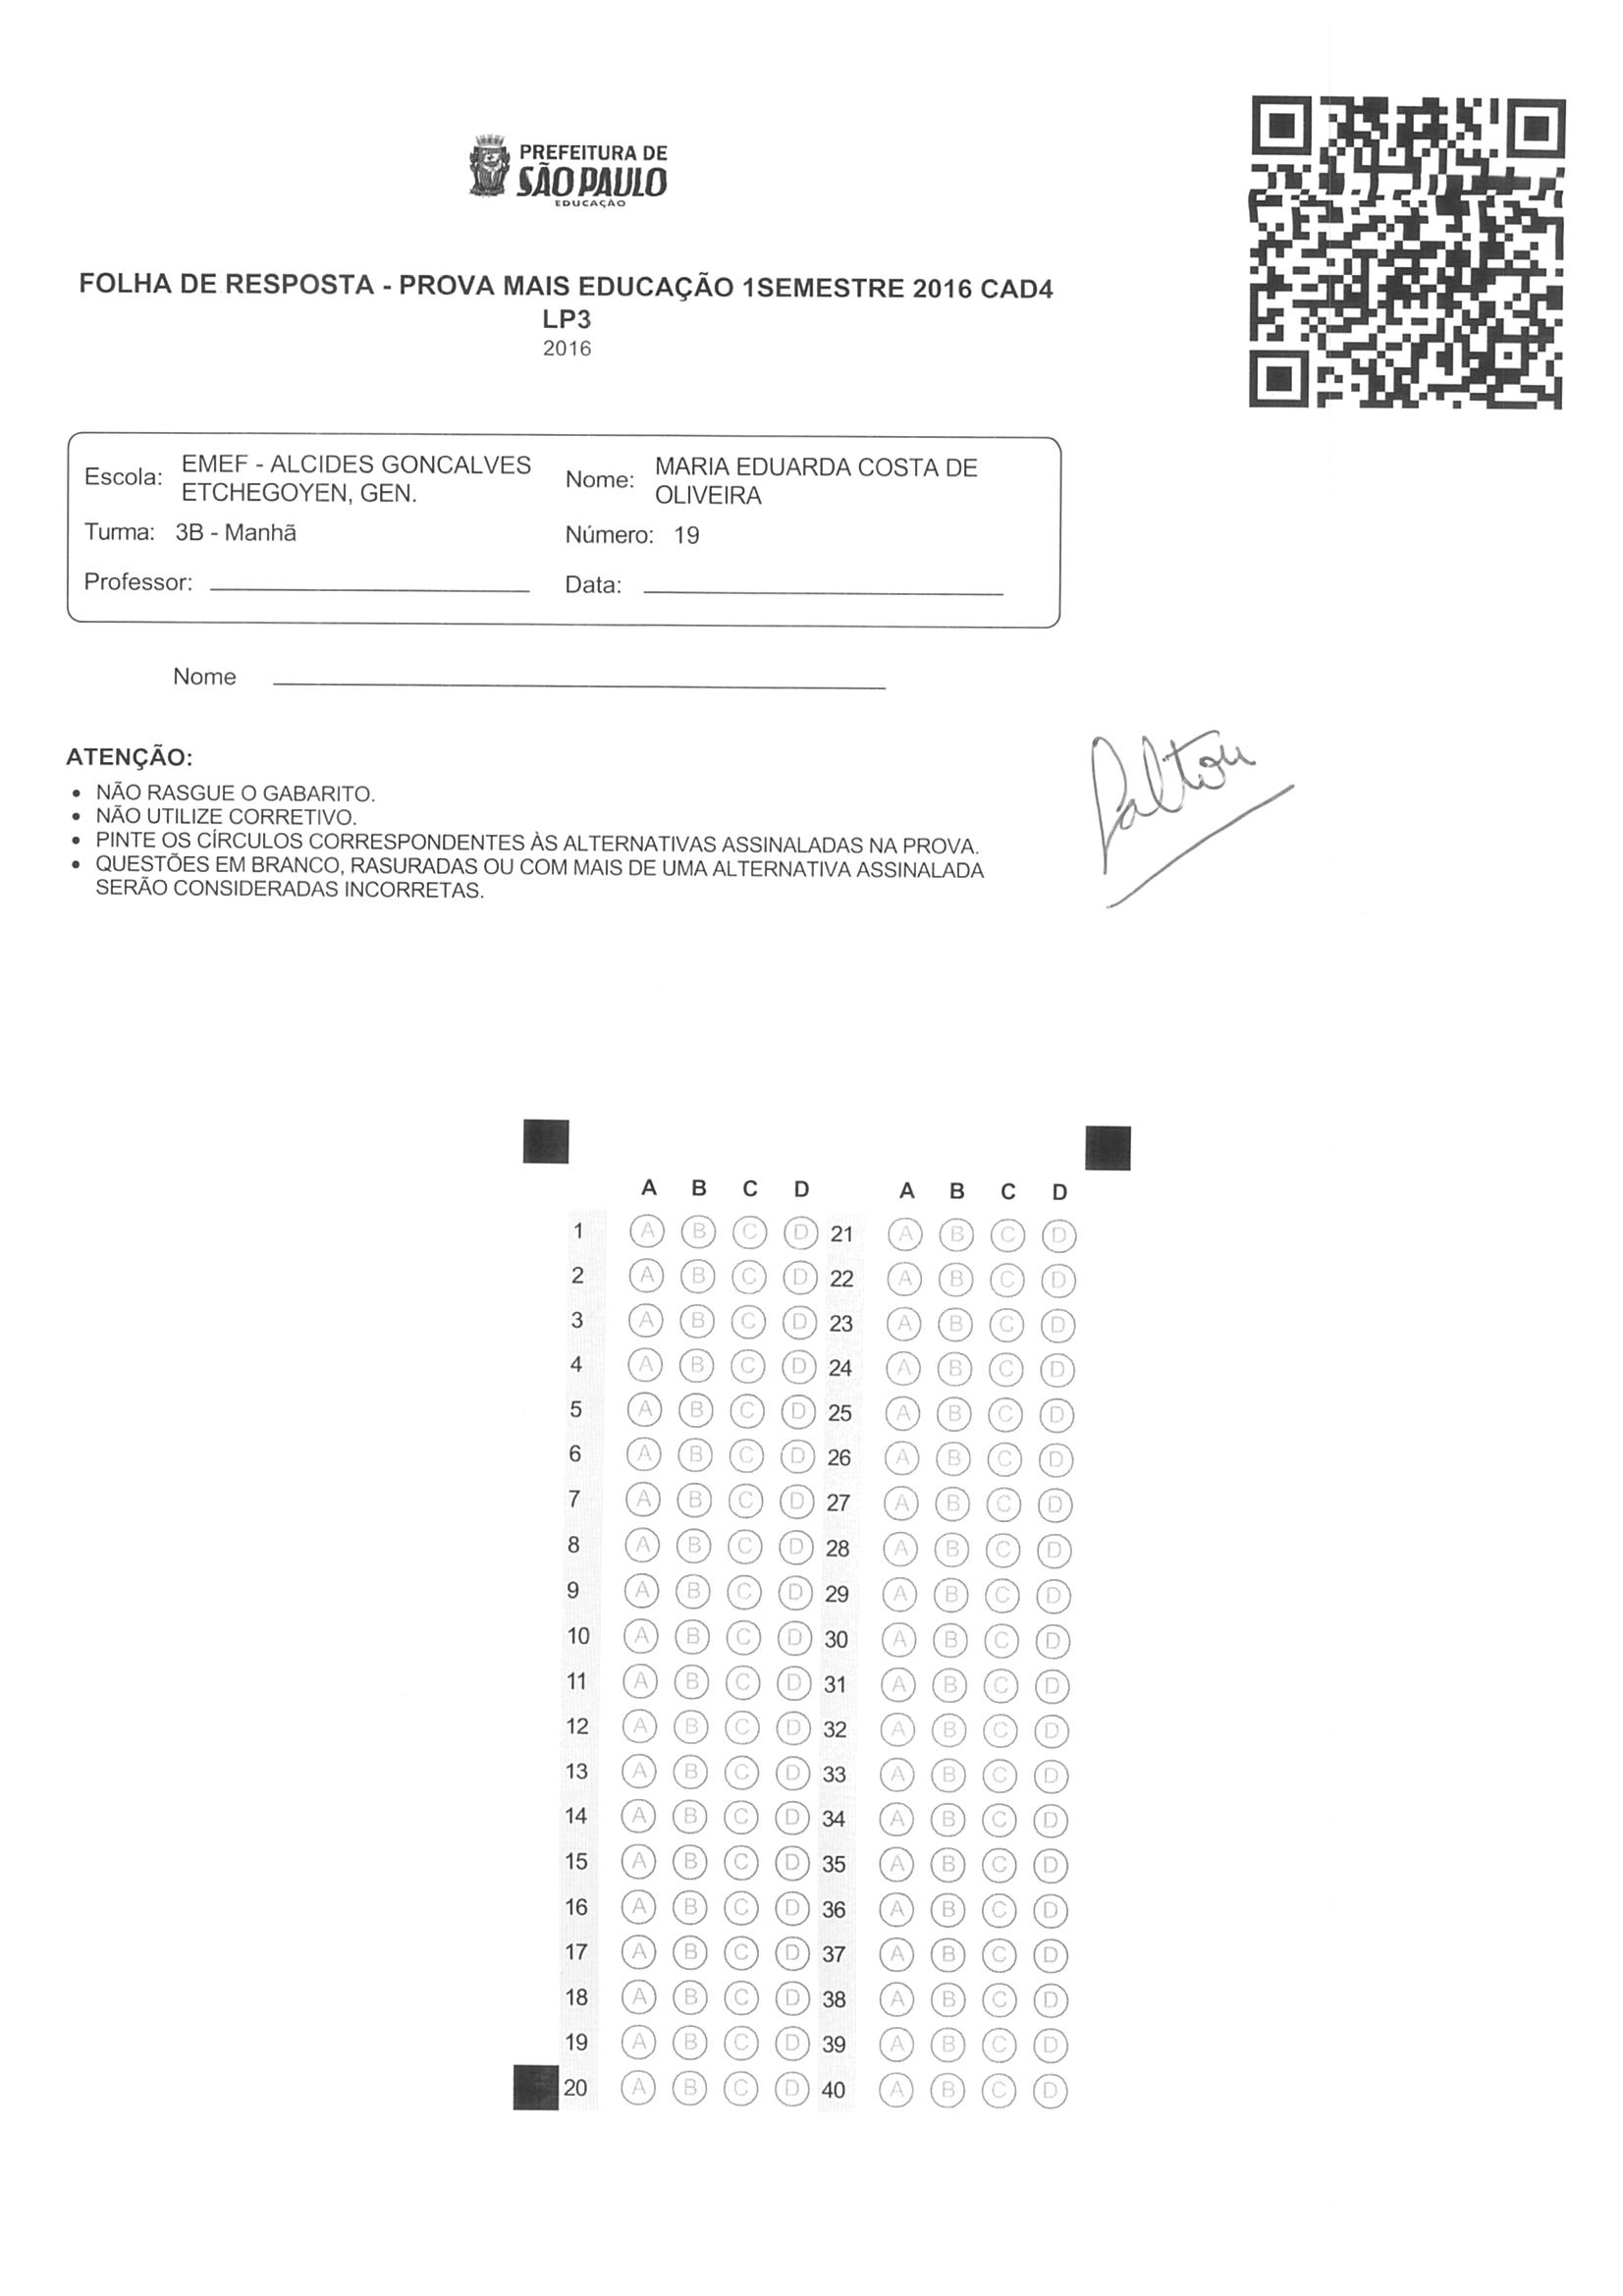 PREFEITURA DE
SÃO PAULO
EDUCAÇÃO
FOLHA DE RESPOSTA - PROVA MAIS EDUCAÇÃO 1SEMESTRE 2016 CAD4
LP3
2016
Escola: EMEF - ALCIDES GONCALVES ETCHEGOYEN, GEN.
Nome: MARIA EDUARDA COSTA DE OLIVEIRA
Turma: 3B - Manhã
Número: 19
Professor:
Data:
Nome
Faltou
ATENÇÃO:
• NÃO RASGUE O GABARITO.
• NÃO UTILIZE CORRETIVO.
• PINTE OS CÍRCULOS CORRESPONDENTES ÀS ALTERNATIVAS ASSINALADAS NA PROVA.
• QUESTÕES EM BRANCO, RASURADAS OU COM MAIS DE UMA ALTERNATIVA ASSINALADA
SERÃO CONSIDERADAS INCORRETAS.
A B C D A B C D
1 A B C D 21 A B C D
2 A B C D 22 A B C D
3 A B C D 23 A B C D
4 A B C D 24 A B C D
5 A B C D 25 A B C D
6 A B C D 26 A B C D
7 A B C D 27 A B C D
8 A B C D 28 A B C D
9 A B C D 29 A B C D
10 A B C D 30 A B C D
11 A B C D 31 A B C D
12 A B C D 32 A B C D
13 A B C D 33 A B C D
14 A B C D 34 A B C D
15 A B C D 35 A B C D
16 A B C D 36 A B C D
17 A B C D 37 A B C D
18 A B C D 38 A B C D
19 A B C D 39 A B C D
20 A B C D 40 A B C D